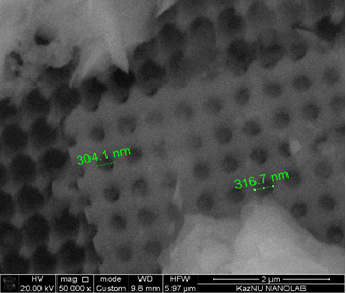 304.1 nm
316.7 nm
HV mag mode WD HFW
20.00 kV 50 000 x Custom 9.8 mm 5.97 µm
2 µm
KazNU NANOLAB